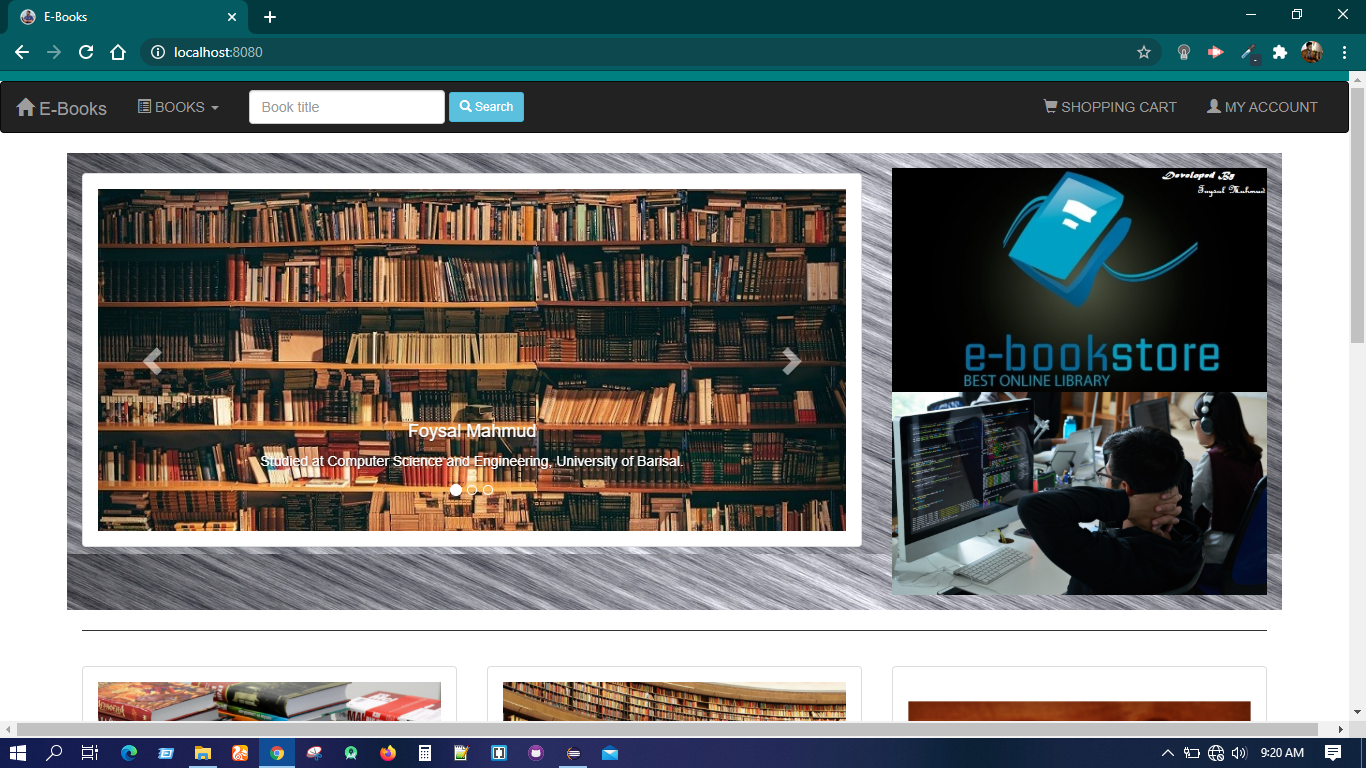 E-Books
localhost:8080
E-Books BOOKS Book title Search SHOPPING CART MY ACCOUNT
Developed By
Foysal Mahmud
e-bookstore
BEST ONLINE LIBRARY
Foysal Mahmud
Studied at Computer Science and Engineering, University of Barisal.
9:20 AM